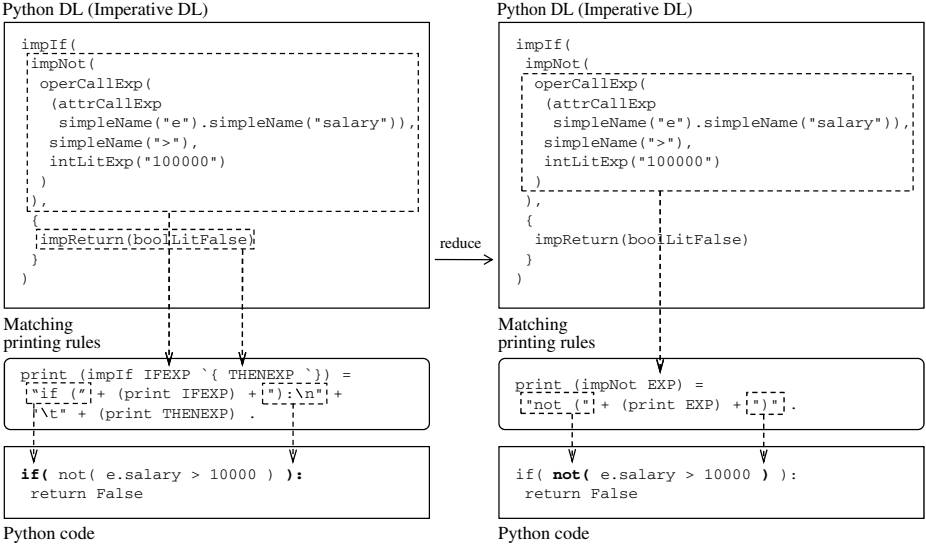 Python DL (Imperative DL)
impIf(
impNot(
operCallExp(
(attrCallExp
simpleName("e").simpleName("salary")),
simpleName(">"),
intLitExp("100000")
)
),
{
impReturn(boolLitFalse)
}
)
Matching
printing rules
print (impIf IFEXP `{ THENEXP `}) =
"if (" + (print IFEXP) + "):\n" +
"\t" + (print THENEXP) .
if( not( e.salary > 10000 ) ):
return False
Python code
reduce
Python DL (Imperative DL)
impIf(
impNot(
operCallExp(
(attrCallExp
simpleName("e").simpleName("salary")),
simpleName(">"),
intLitExp("100000")
)
),
{
impReturn(boolLitFalse)
}
)
Matching
printing rules
print (impNot EXP) =
"not (" + (print EXP) + ")" .
if( not( e.salary > 10000 ) ):
return False
Python code